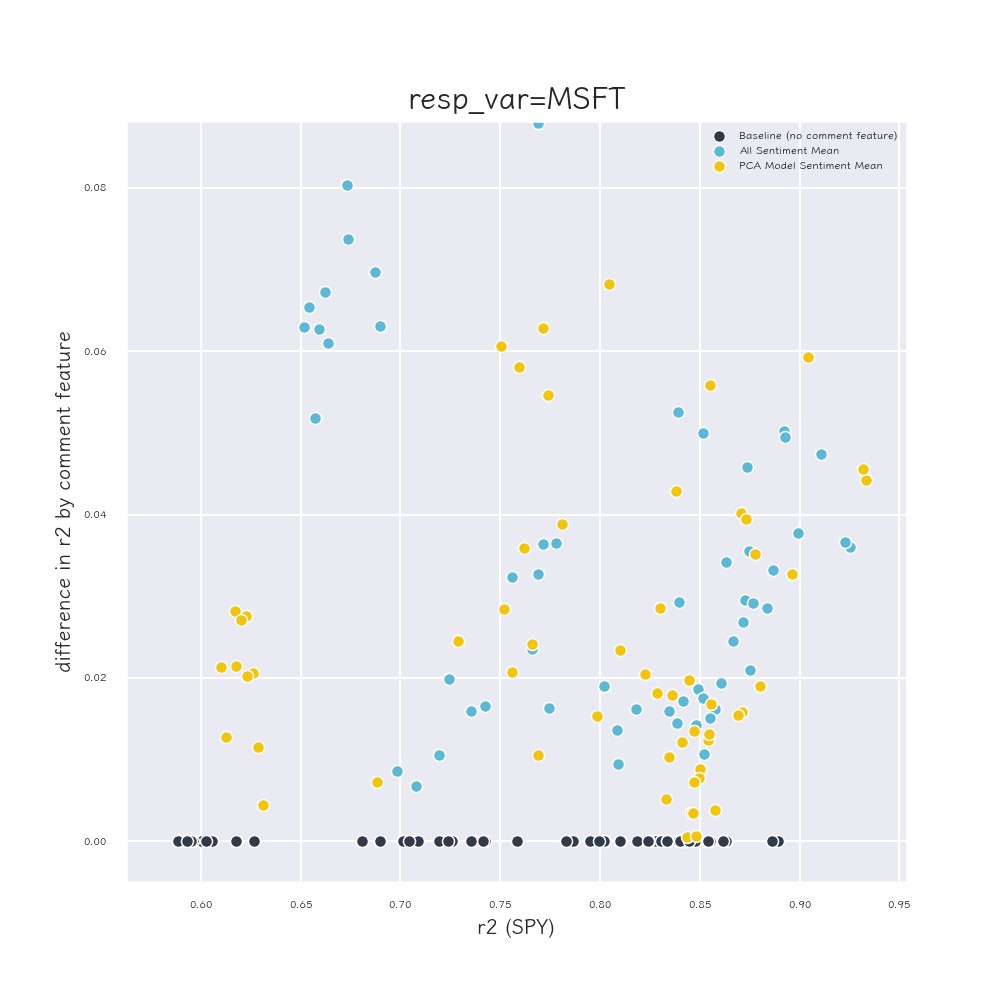 resp_var=MSFT
Baseline (no comment feature)
All Sentiment Mean
PCA Model Sentiment Mean
difference in r2 by comment feature
0.08
0.06
0.04
0.02
0.00
0.60 0.65 0.70 0.75 0.80 0.85 0.90 0.95
r2 (SPY)